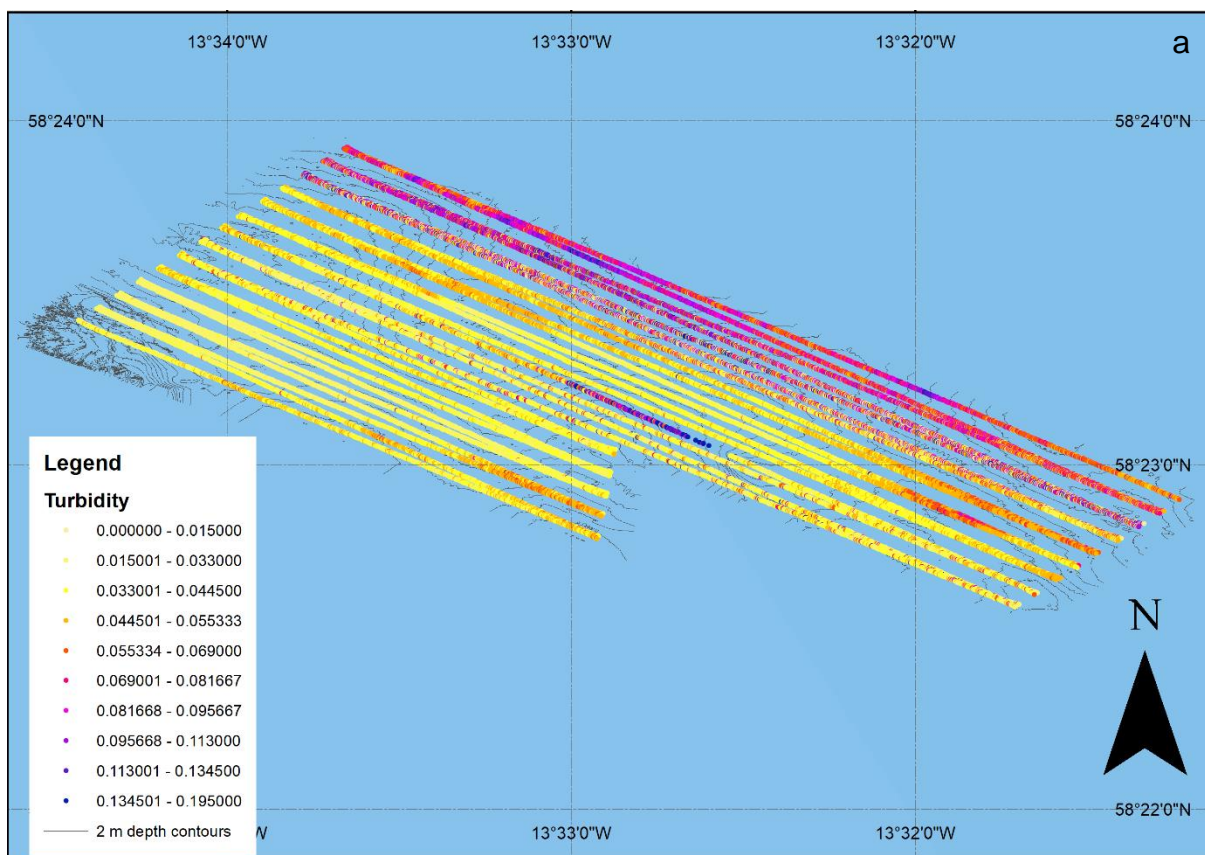 13°34'0"W 13°33'0"W 13°32'0"W a
58°24'0"N 58°24'0"N
58°23'0"N
N
Legend
Turbidity
0.000000 - 0.015000
0.015001 - 0.033000
0.033001 - 0.044500
0.044501 - 0.055333
0.055334 - 0.069000
0.069001 - 0.081667
0.081668 - 0.095667
0.095668 - 0.113000
0.113001 - 0.134500
0.134501 - 0.195000
2 m depth contours
58°22'0"N
"W 13°33'0"W 13°32'0"W